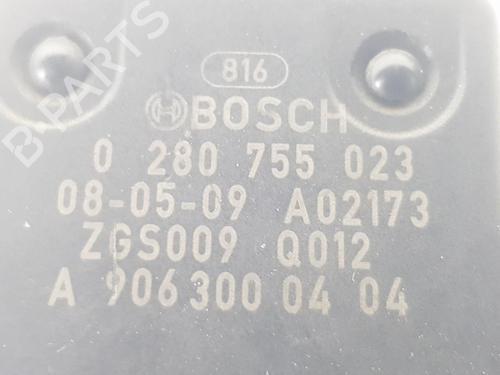 816
BOSCH
0 280 755 023
08-05-09 A02173
ZGS009 Q012
A 906 300 04 04
B-PARTS